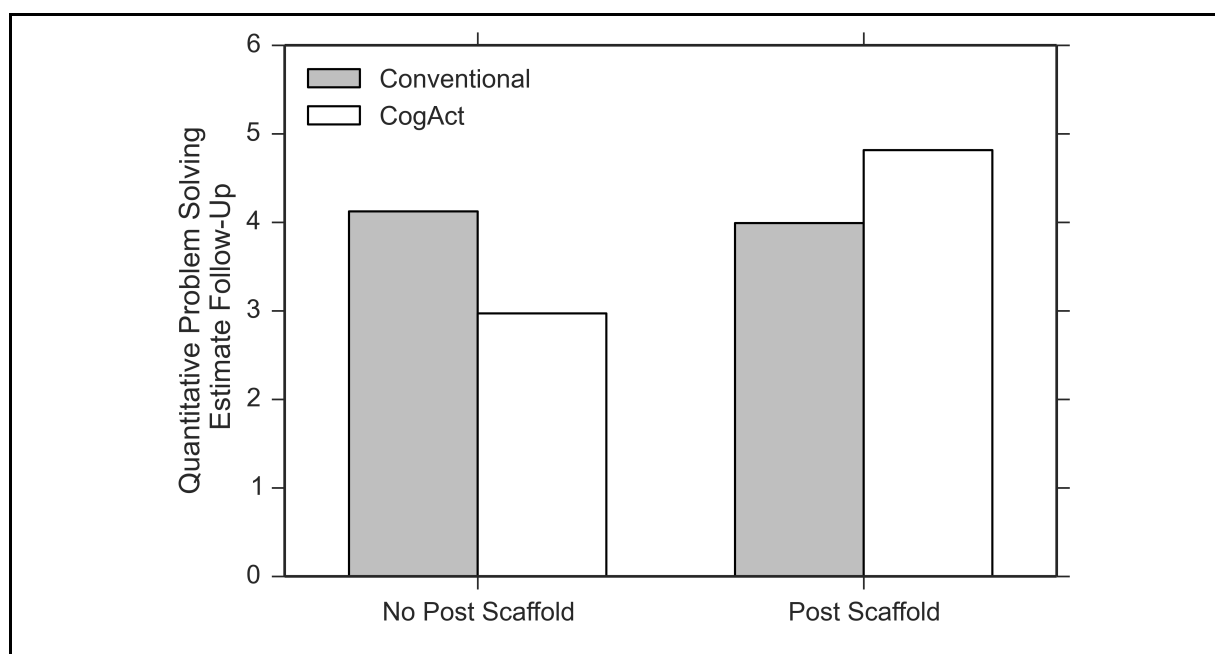 6
5
4
3
2
1
0
Quantitative Problem Solving
Estimate Follow-Up
Conventional
CogAct
No Post Scaffold
Post Scaffold